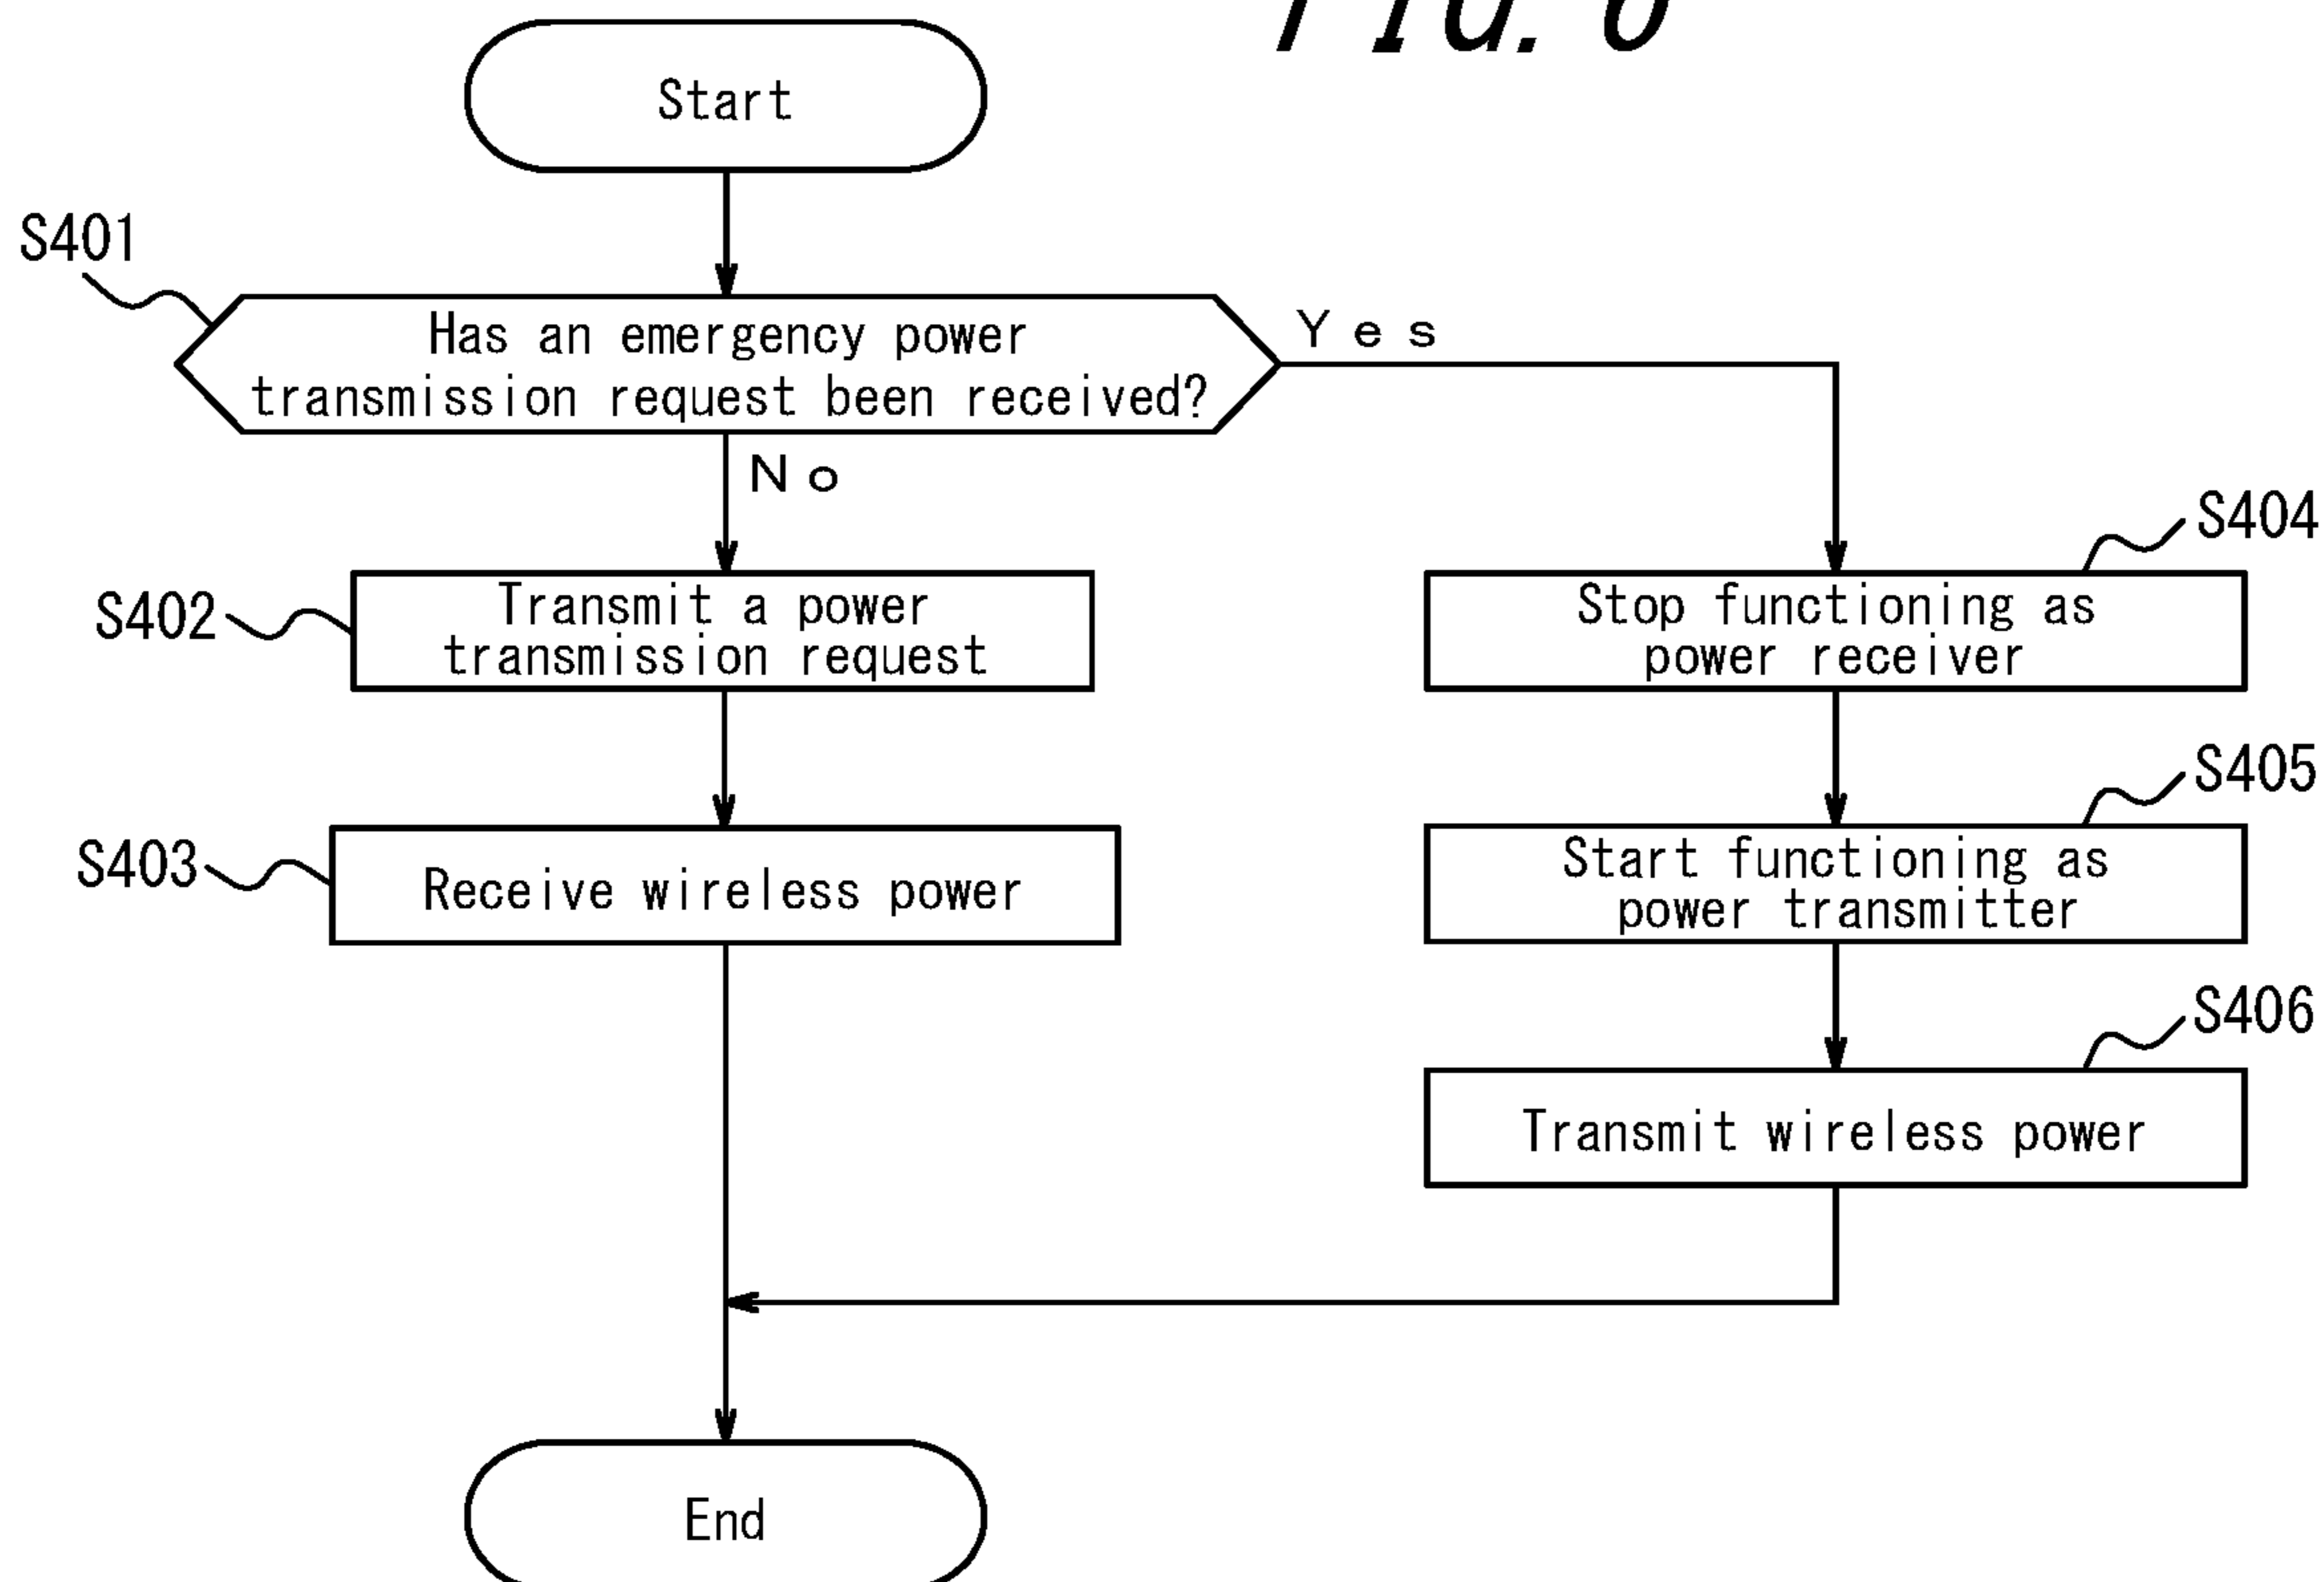 FIG. 6
Start
S401
Has an emergency power
transmission request been received?
Yes
No
S402
Transmit a power
transmission request
S403
Receive wireless power
S404
Stop functioning as
power receiver
S405
Start functioning as
power transmitter
S406
Transmit wireless power
End